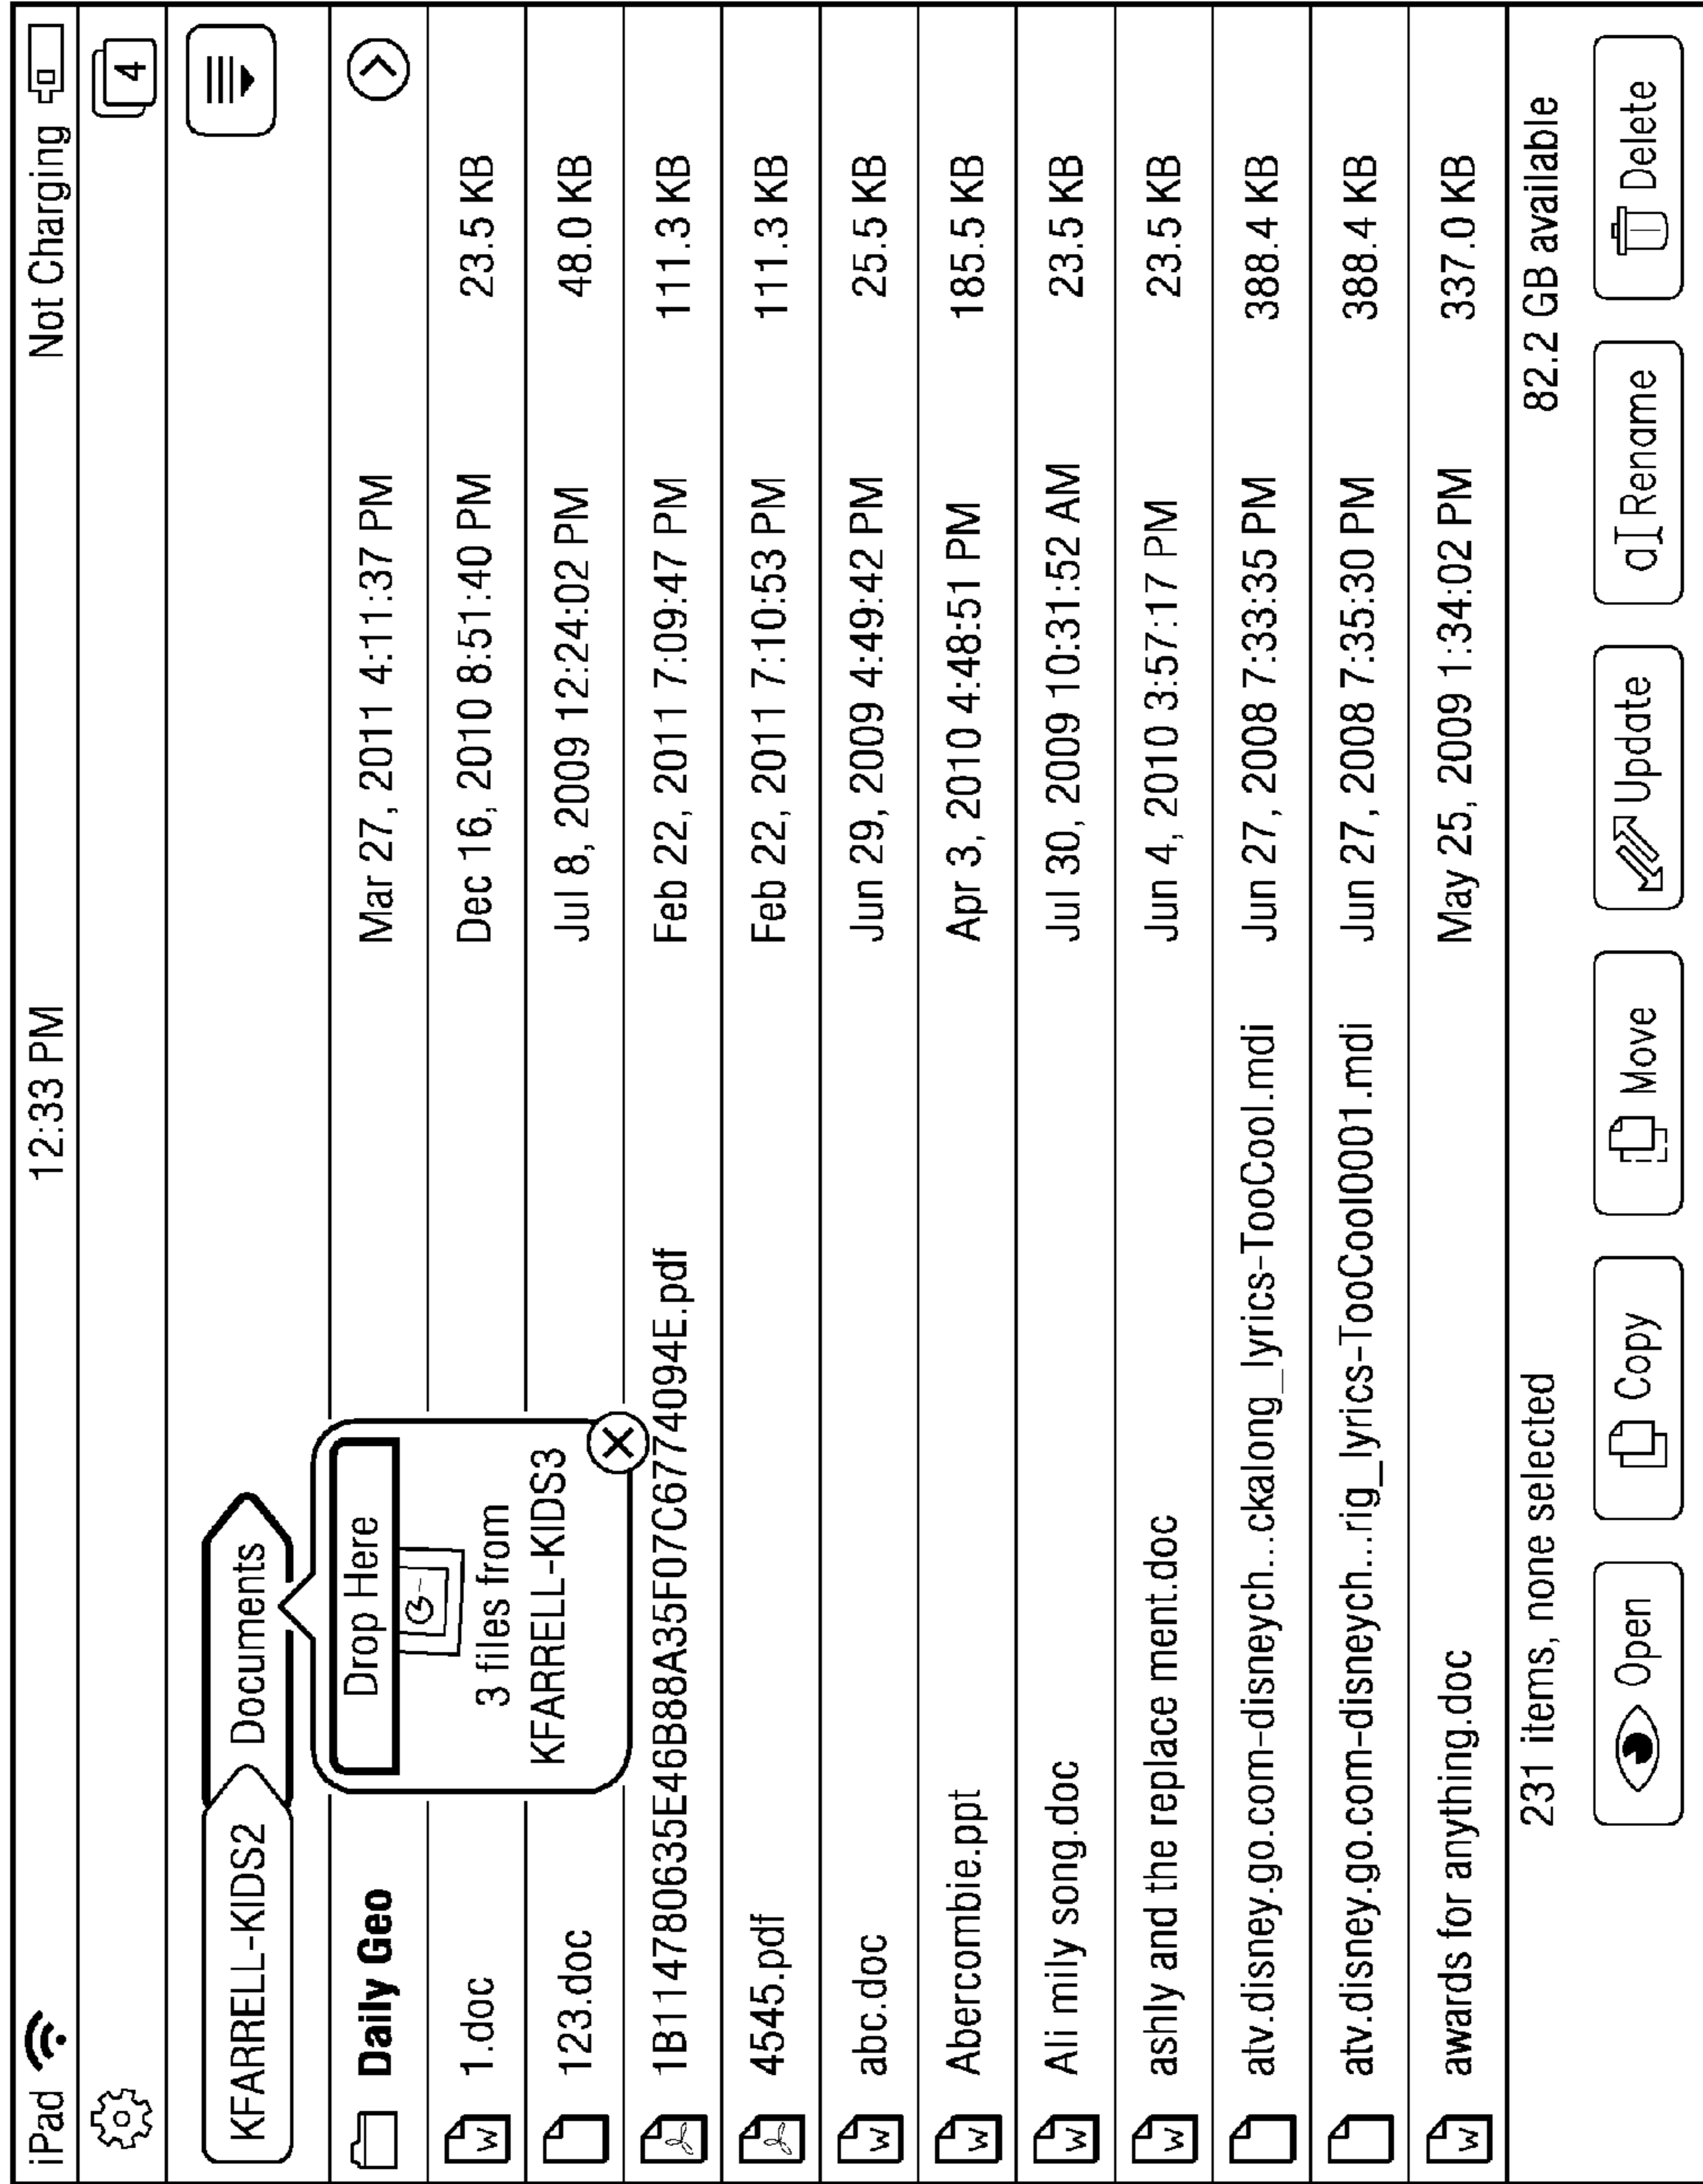 iPad 12:33 PM Not Charging
4
KFARRELL-KIDS2 Documents
Drop Here
3 files from
KFARRELL-KIDS3
Daily Geo Mar 27, 2011 4:11:37 PM
W 1.doc Dec 16, 2010 8:51:40 PM 23.5 KB
123.doc Jul 8, 2009 12:24:02 PM 48.0 KB
1B114780635E46B88A35F07C6774094E.pdf Feb 22, 2011 7:09:47 PM 111.3 KB
4545.pdf Feb 22, 2011 7:10:53 PM 111.3 KB
W abc.doc Jun 29, 2009 4:49:42 PM 25.5 KB
W Abercombie.ppt Apr 3, 2010 4:48:51 PM 185.5 KB
W Ali mily song.doc Jul 30, 2009 10:31:52 AM 23.5 KB
W ashly and the replace ment.doc Jun 4, 2010 3:57:17 PM 23.5 KB
atv.disney.go.com-disneych...ckalong_lyrics-TooCool.mdi Jun 27, 2008 7:33:35 PM 388.4 KB
atv.disney.go.com-disneych...rig_lyrics-TooCool0001.mdi Jun 27, 2008 7:35:30 PM 388.4 KB
W awards for anything.doc May 25, 2009 1:34:02 PM 337.0 KB
231 items, none selected 82.2 GB available
Open Copy Move Update a Rename Delete